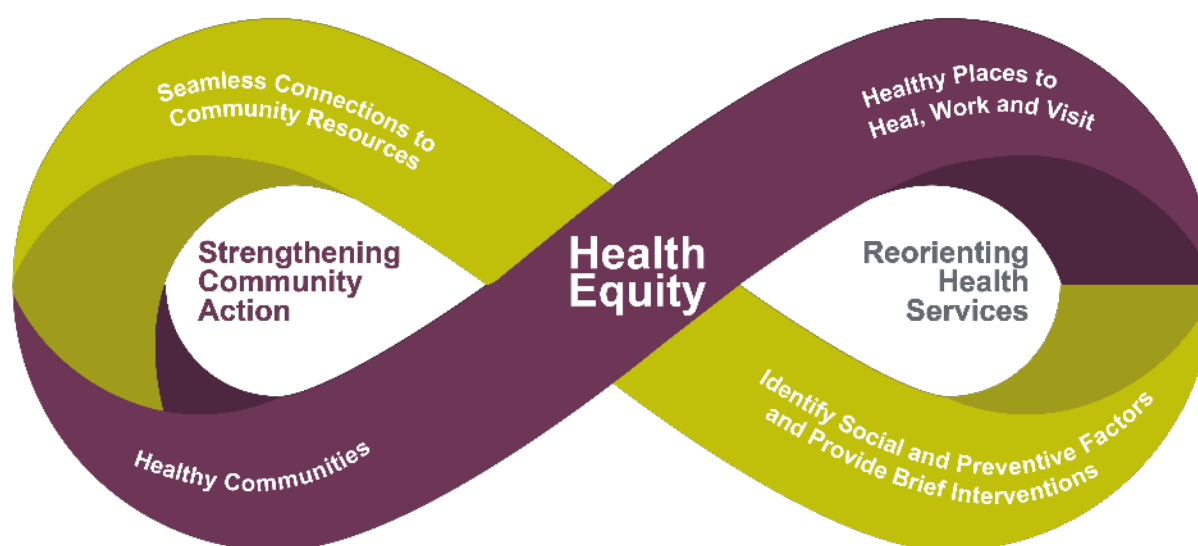 Seamless Connections to
Community Resources
Healthy Places to
Heal, Work and Visit
Strengthening
Community
Action
Health
Equity
Reorienting
Health
Services
Healthy Communities
Identify Social and Preventive Factors
and Provide Brief Interventions